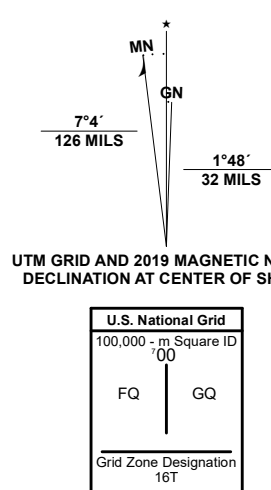 ★
MN
GN
7°4´
126 MILS
1°48´
32 MILS
UTM GRID AND 2019 MAGNETIC N
DECLINATION AT CENTER OF SH
U.S. National Grid
100,000 - m Square ID
⁷00
FQ GQ
Grid Zone Designation
16T